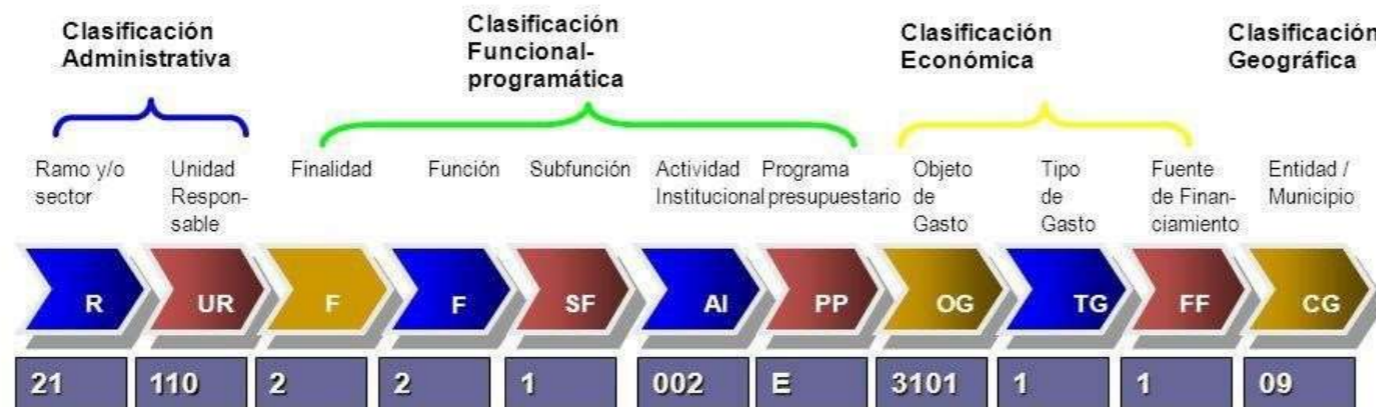 Clasificación
Administrativa
Clasificación
Funcional-
programática
Clasificación
Económica
Clasificación
Geográfica
Ramo y/o
sector
Unidad
Respon-
sable
Finalidad
Función
Subfunción
Actividad
Institucional
Programa
presupuestario
Objeto
de
Gasto
Tipo
de
Gasto
Fuente
de Finan-
ciamiento
Entidad /
Municipio
R UR F F SF AI PP OG TG FF CG
21 110 2 2 1 002 E 3101 1 1 09